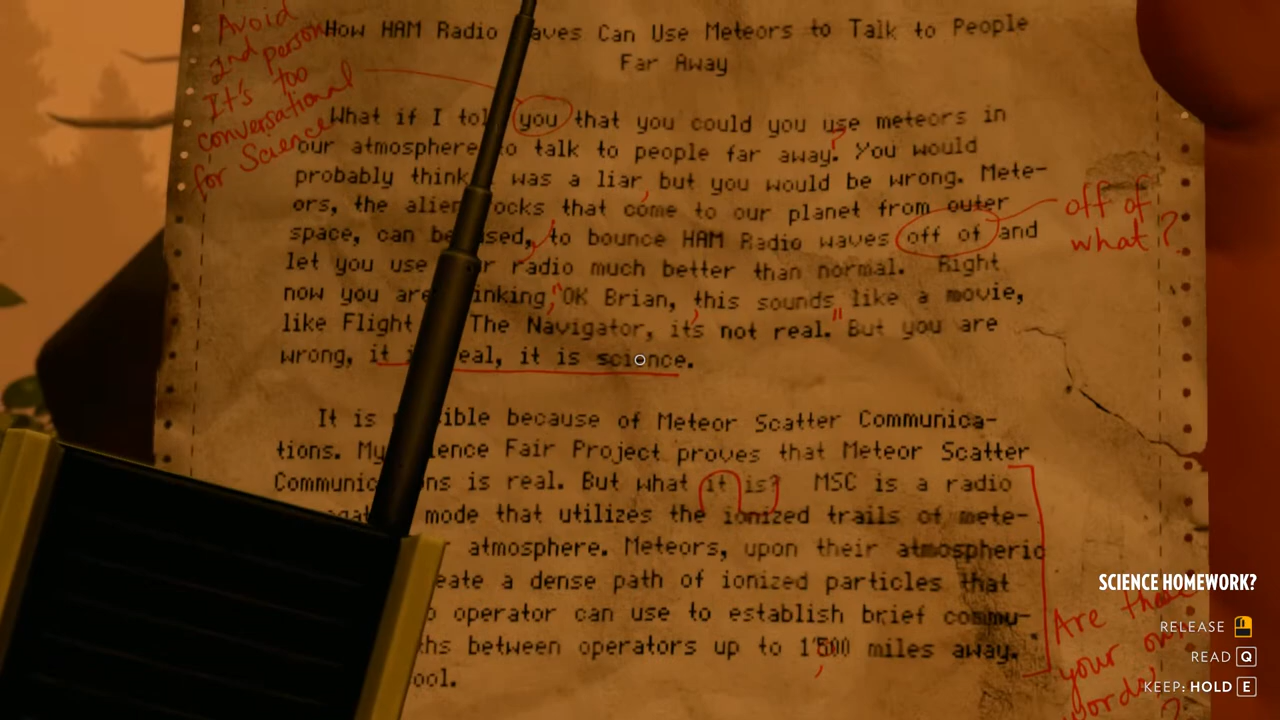 Avoid
2nd person
It's too
conversational
for Science
How HAM Radio aves Can Use Meteors to Talk to People
Far Away
What if I tol you that you could you use meteors in
our atmosphere o talk to people far away. You would
probably think was a liar, but you would be wrong. Mete-
ors, the alien ocks that come to our planet from outer
space, can be used, to bounce HAM Radio waves off of and
let you use r radio much better than normal. Right
now you are inking, "OK Brian, this sounds like a movie,
like Flight The Navigator, it's not real." But you are
wrong, it eal, it is science.
off of
what?
It is sible because of Meteor Scatter Communica-
tions. My ience Fair Project proves that Meteor Scatter
Communic ns is real. But what it is? MSC is a radio
mode that utilizes the ionized trails of mete-
atmosphere. Meteors, upon their atmospheric
eate a dense path of ionized particles that
o operator can use to establish brief commu-
ths between operators up to 1,500 miles away.
ool.
Are these
your own
words?
SCIENCE HOMEWORK?
RELEASE
READ Q
KEEP: HOLD E